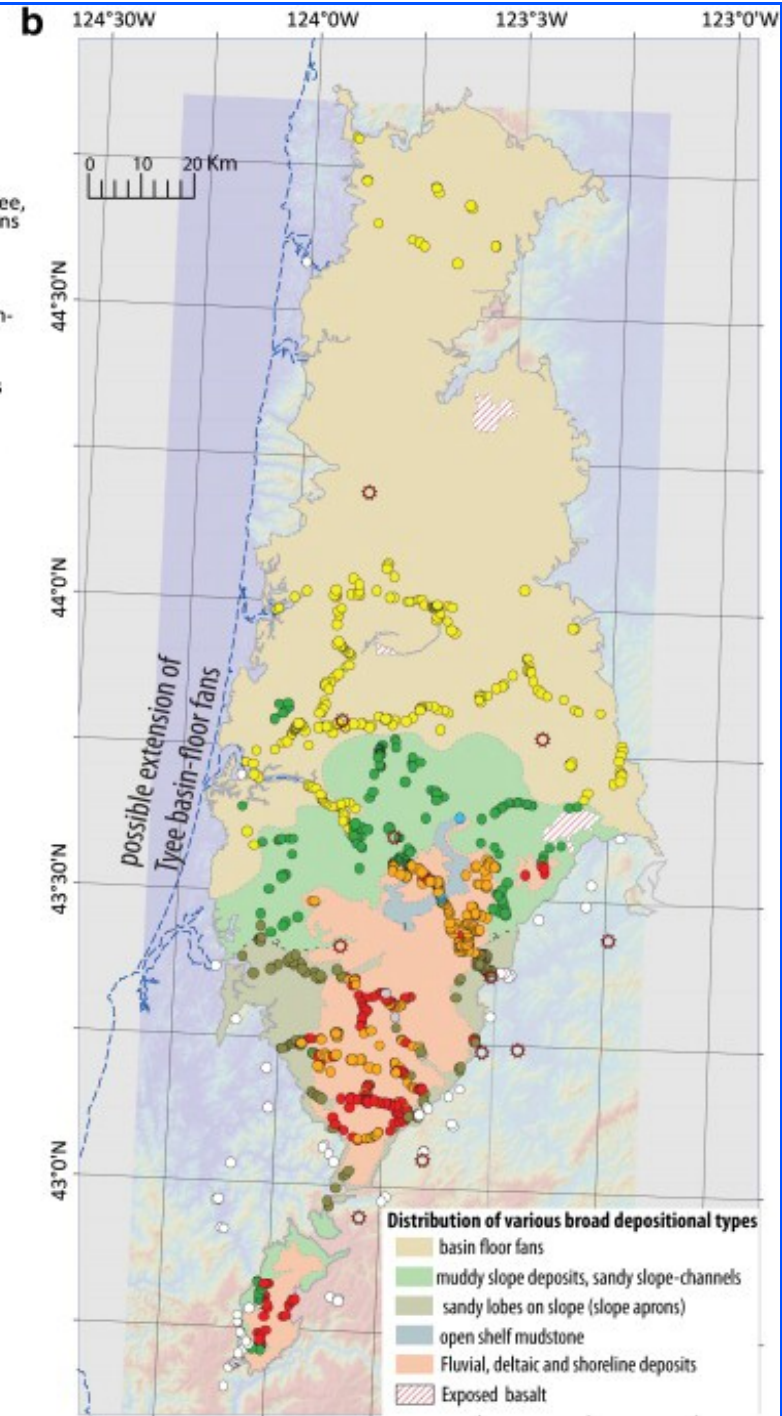 b
124°30'W 124°0'W 123°30'W 123°0'W
0 10 20 Km
ee,
ns
n-
s
44°30'N
44°0'N
43°30'N
43°0'N
possible extension of
Tyee basin-floor fans
?
?
Distribution of various broad depositional types
basin floor fans
muddy slope deposits, sandy slope-channels
sandy lobes on slope (slope aprons)
open shelf mudstone
Fluvial, deltaic and shoreline deposits
Exposed basalt